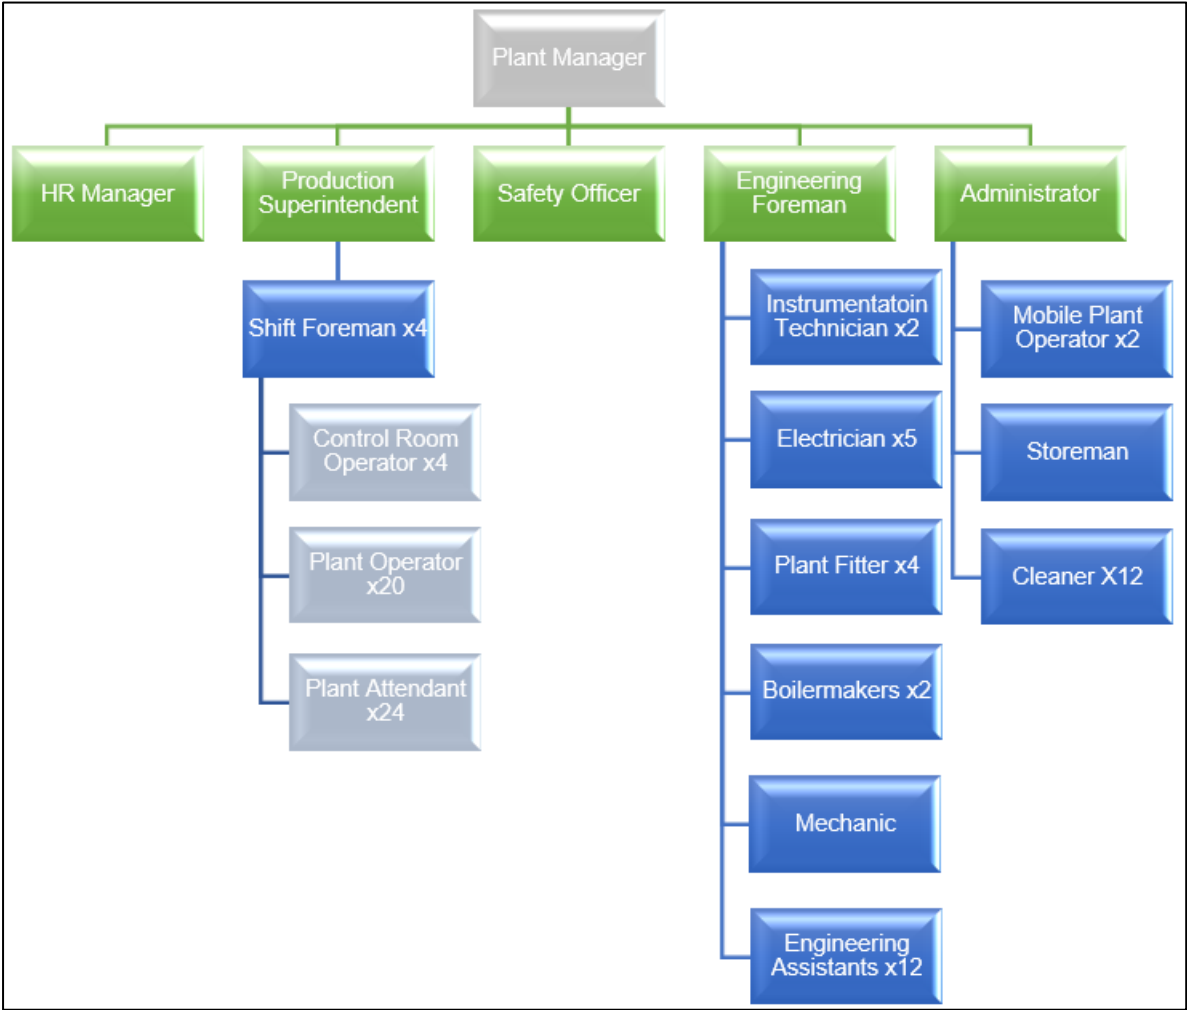 Plant Manager
HR Manager
Production
Superintendent
Safety Officer
Engineering
Foreman
Administrator
Shift Foreman x4
Control Room
Operator x4
Plant Operator
x20
Plant Attendant
x24
Instrumentatoin
Technician x2
Electrician x5
Plant Fitter x4
Boilermakers x2
Mechanic
Engineering
Assistants x12
Mobile Plant
Operator x2
Storeman
Cleaner X12